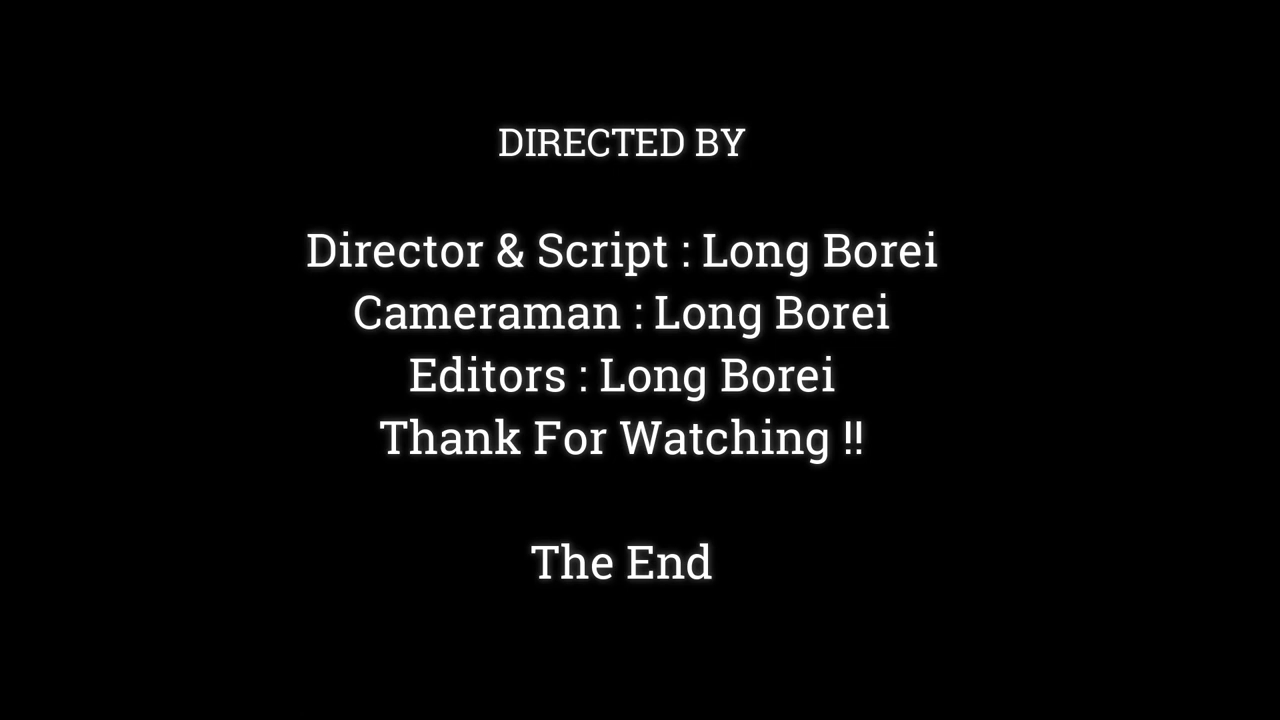 DIRECTED BY
Director & Script : Long Borei
Cameraman : Long Borei
Editors : Long Borei
Thank For Watching !!
The End